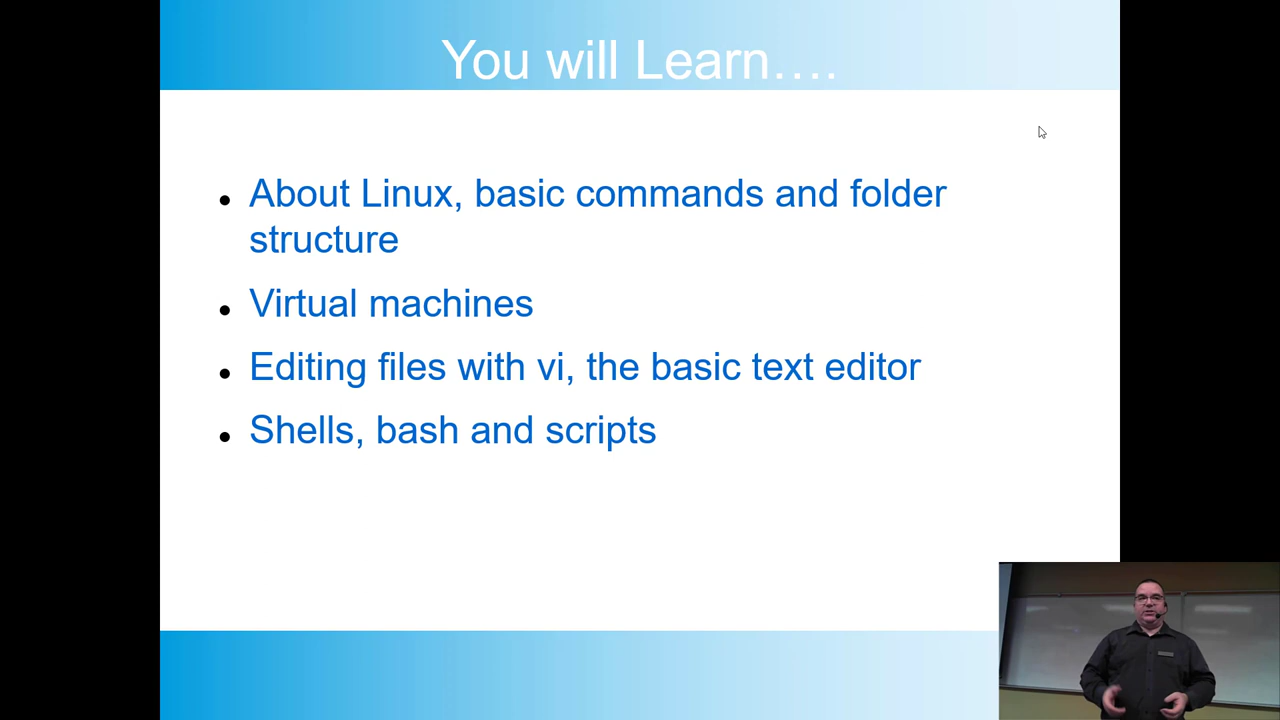 You will Learn....
About Linux, basic commands and folder
structure
Virtual machines
Editing files with vi, the basic text editor
Shells, bash and scripts